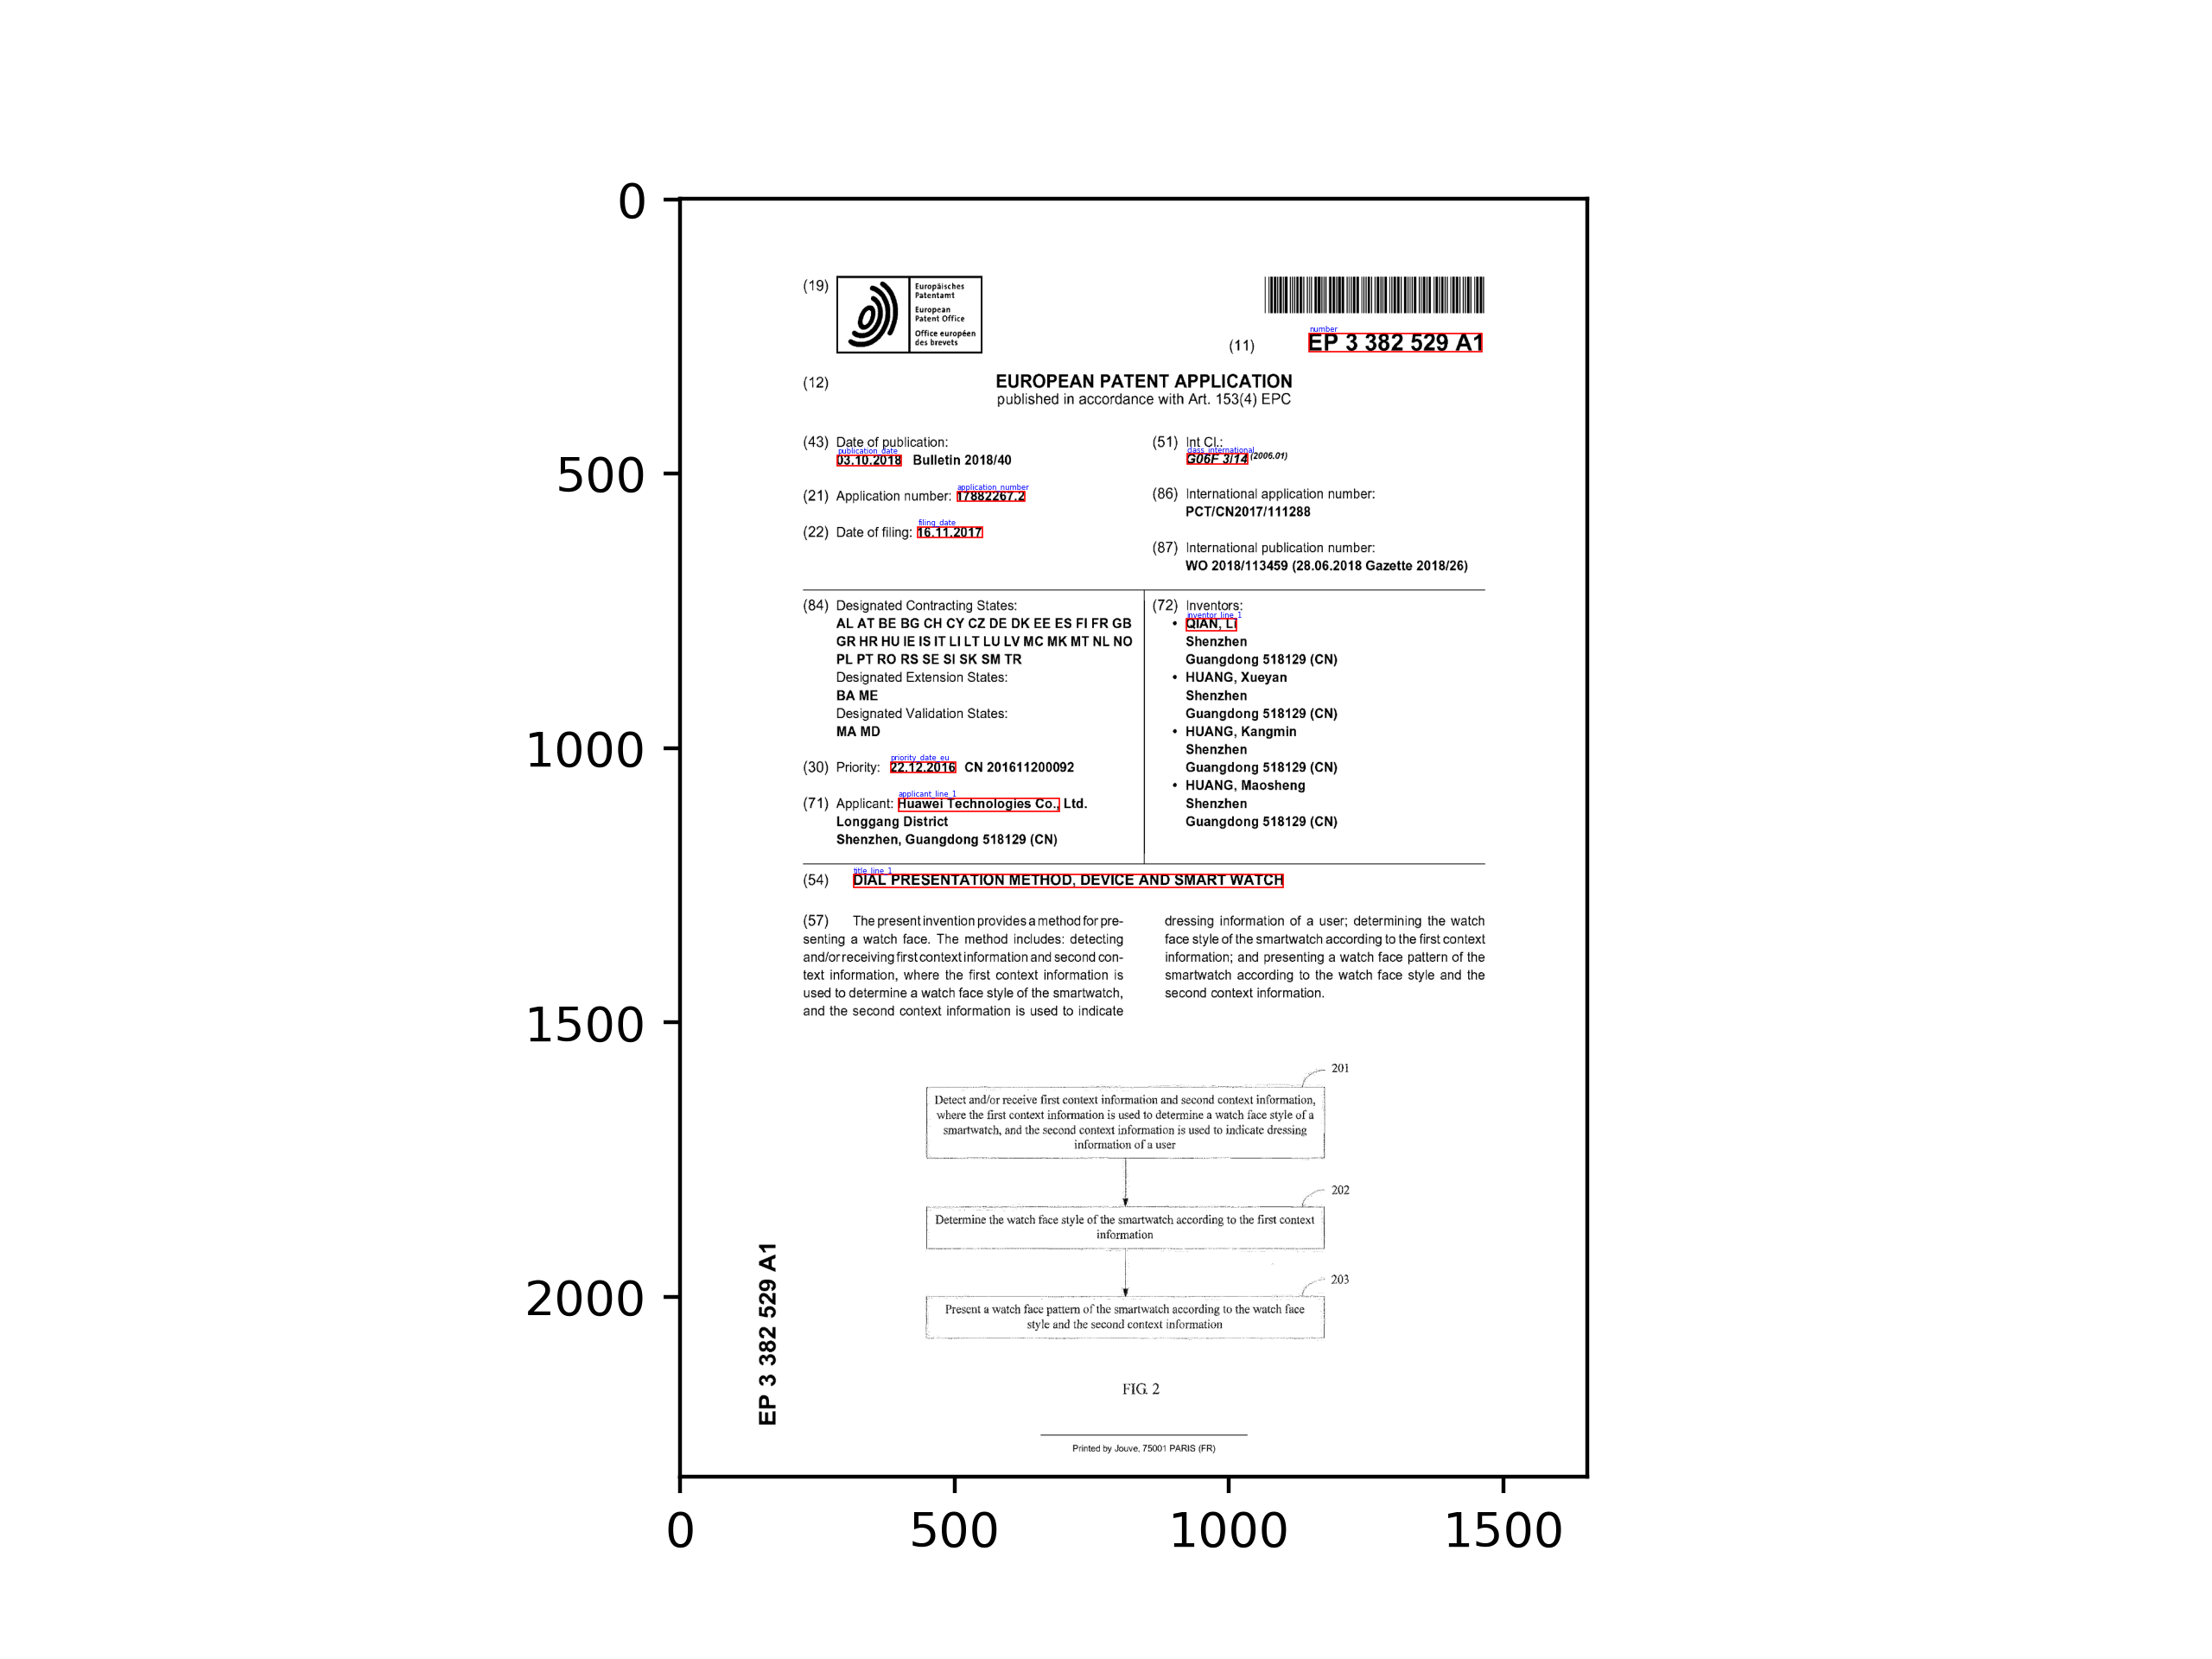 0
500
1000
1500
2000
0
500
1000
1500
(19)
Europäisches
Patentamt
European
Patent Office
Office européen
des brevets
number
(11) EP 3 382 529 A1
(12) EUROPEAN PATENT APPLICATION
published in accordance with Art. 153(4) EPC
(43) Date of publication:
publication_date
03.10.2018 Bulletin 2018/40
application_number
(21) Application number: 17882267.2
filing_date
(22) Date of filing: 16.11.2017
(51) Int Cl.:
class_international
G06F 3/14 (2006.01)
(86) International application number:
PCT/CN2017/111288
(87) International publication number:
WO 2018/113459 (28.06.2018 Gazette 2018/26)
(84) Designated Contracting States:
AL AT BE BG CH CY CZ DE DK EE ES FI FR GB
GR HR HU IE IS IT LI LT LU LV MC MK MT NL NO
PL PT RO RS SE SI SK SM TR
Designated Extension States:
BA ME
Designated Validation States:
MA MD
priority_date_eu
(30) Priority: 22.12.2016 CN 201611200092
applicant_line_1
(71) Applicant: Huawei Technologies Co., Ltd.
Longgang District
Shenzhen, Guangdong 518129 (CN)
(72) Inventors:
inventor_line_1
• QIAN, Li
Shenzhen
Guangdong 518129 (CN)
• HUANG, Xueyan
Shenzhen
Guangdong 518129 (CN)
• HUANG, Kangmin
Shenzhen
Guangdong 518129 (CN)
• HUANG, Maosheng
Shenzhen
Guangdong 518129 (CN)
title_line_1
(54) DIAL PRESENTATION METHOD, DEVICE AND SMART WATCH
(57) The present invention provides a method for pre-
senting a watch face. The method includes: detecting
and/or receiving first context information and second con-
text information, where the first context information is
used to determine a watch face style of the smartwatch,
and the second context information is used to indicate
dressing information of a user; determining the watch
face style of the smartwatch according to the first context
information; and presenting a watch face pattern of the
smartwatch according to the watch face style and the
second context information.
201
Detect and/or receive first context information and second context information,
where the first context information is used to determine a watch face style of a
smartwatch, and the second context information is used to indicate dressing
information of a user
202
Determine the watch face style of the smartwatch according to the first context
information
203
Present a watch face pattern of the smartwatch according to the watch face
style and the second context information
FIG. 2
EP 3 382 529 A1
Printed by Jouve, 75001 PARIS (FR)